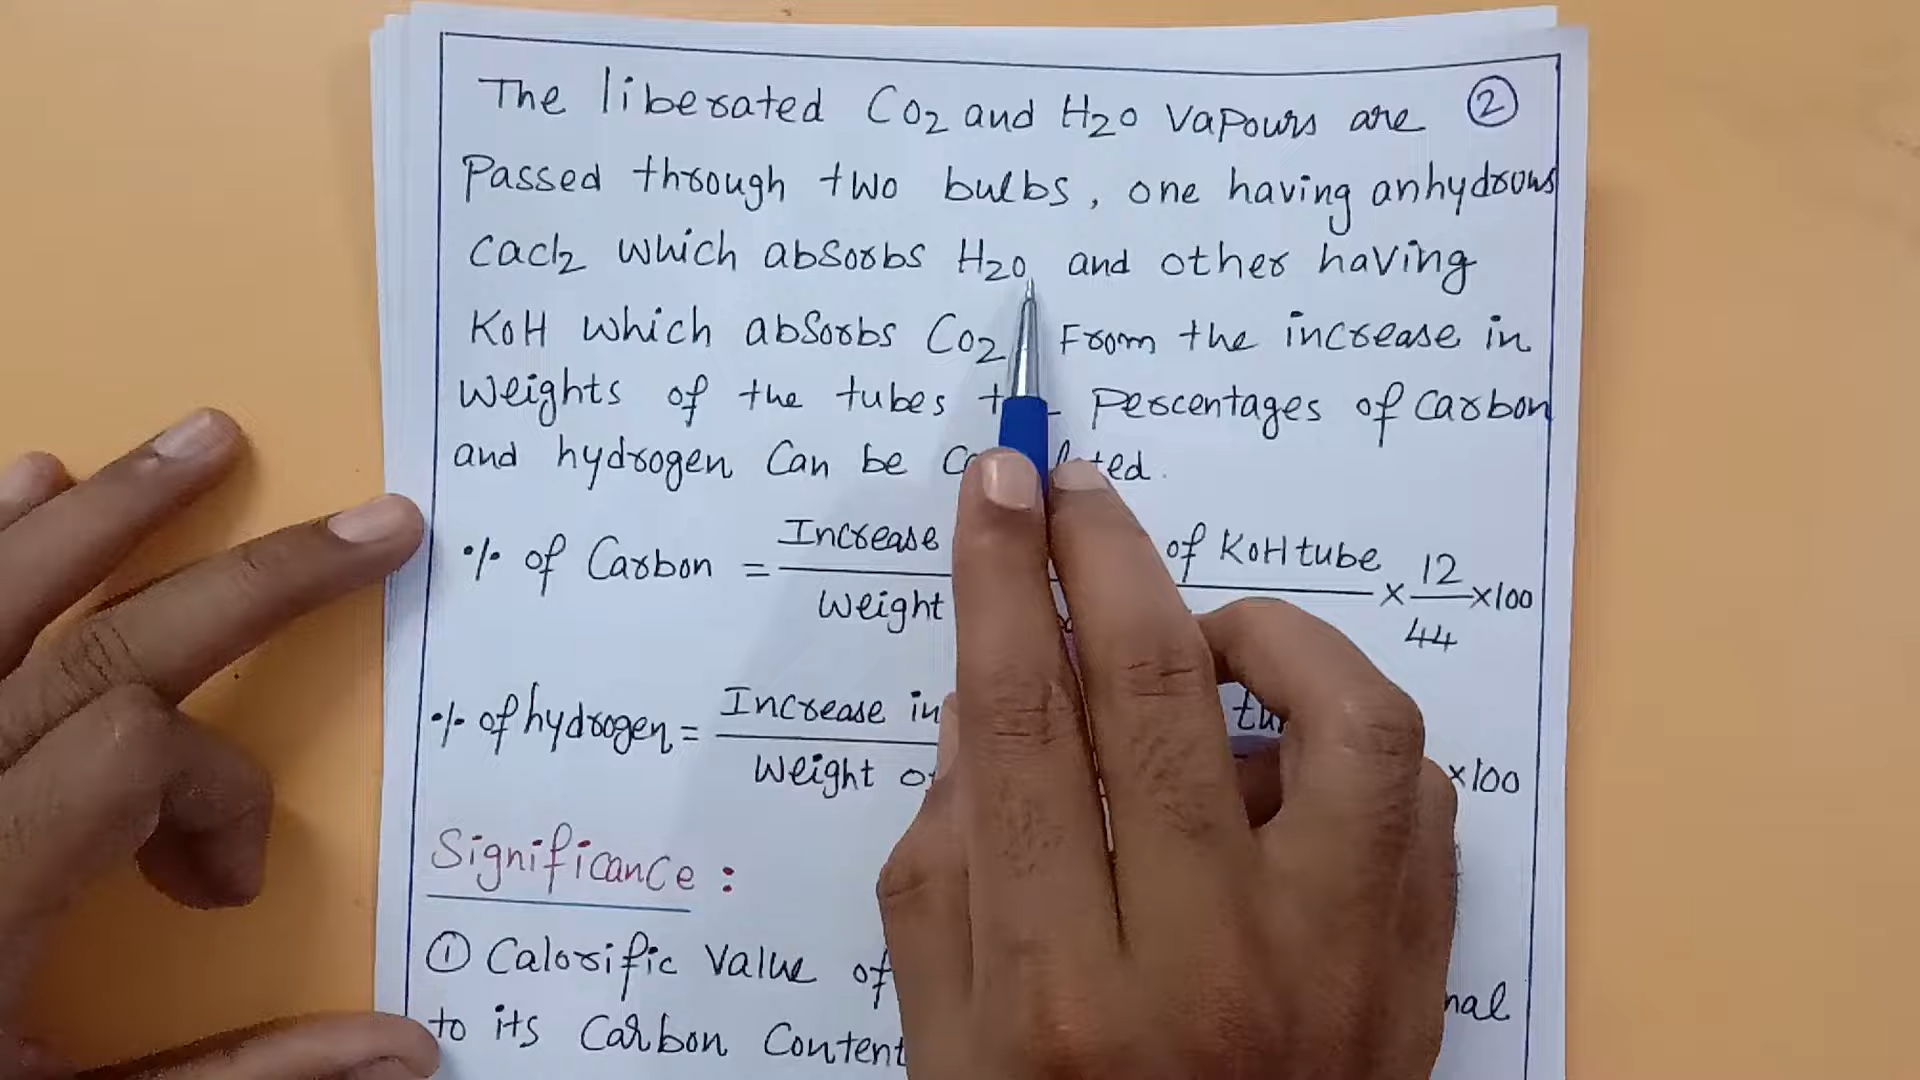 The liberated Co2 and H2o Vapours are ②
Passed through two bulbs, one having anhydrous
Cacl2 which absorbs H2o and other having
KoH which absorbs Co2 From the increase in
Weights of the tubes Percentages of Carbon
and hydrogen Can be
% of Carbon = Increase of KoH tube / Weight × 12/44 ×100
% of hydrogen = Increase in / Weight ×100
Significance :
① Calorific Value of
to its Carbon Content